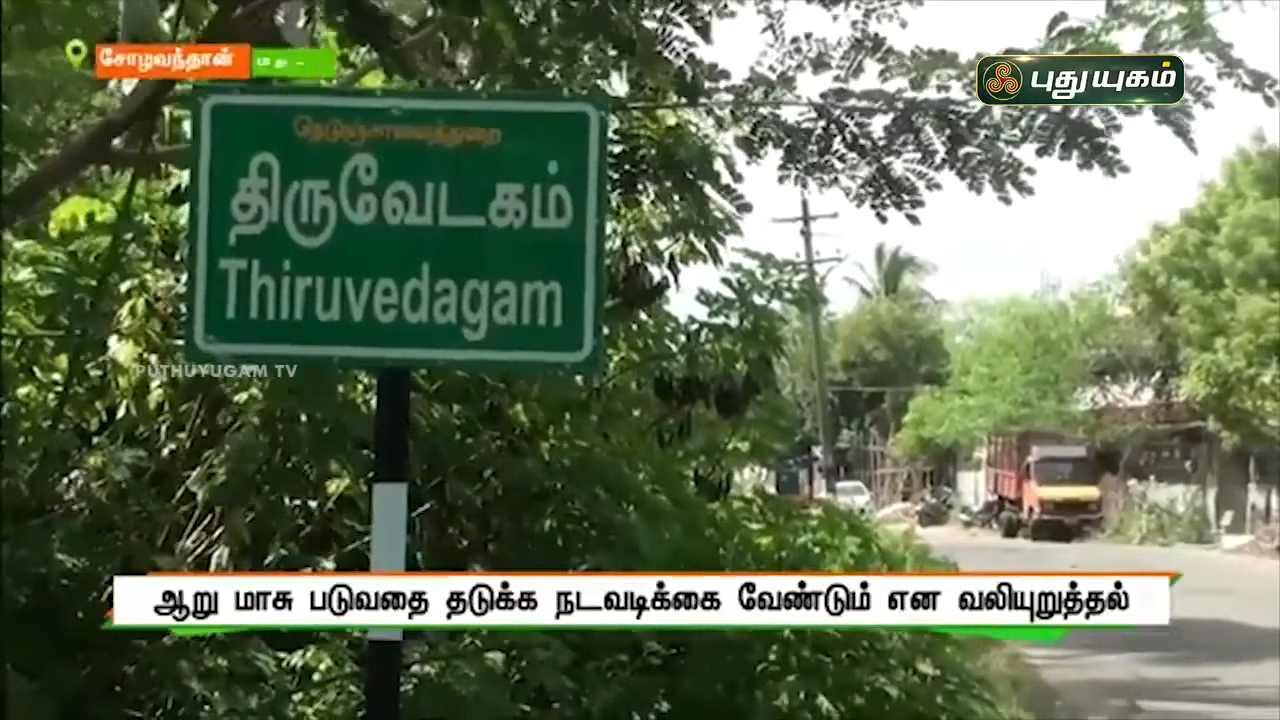 சோழவந்தான்
புதுயுகம்
நெடுஞ்சாலைத்துறை
திருவேடகம்
Thiruvedagam
PUTHUYUGAM TV
ஆறு மாசு படுவதை தடுக்க நடவடிக்கை வேண்டும் என வலியுறுத்தல்